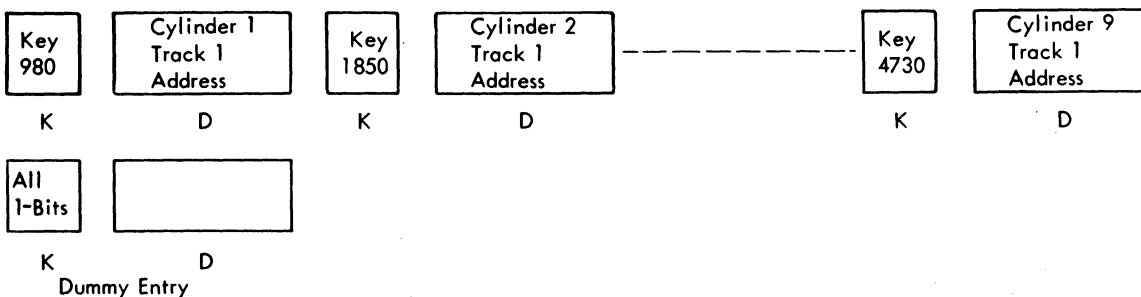 Key
980
Cylinder 1
Track 1
Address
Key
1850
Cylinder 2
Track 1
Address
Key
4730
Cylinder 9
Track 1
Address
K
D
K
D
K
D
All
1-Bits
K
D
Dummy Entry